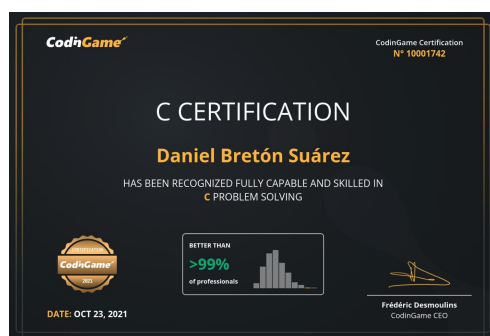 CodinGame
CodinGame Certification
N° 10001742
C CERTIFICATION
Daniel Bretón Suárez
HAS BEEN RECOGNIZED FULLY CAPABLE AND SKILLED IN
C PROBLEM SOLVING
CERTIFICATION
CodinGame
2021
BETTER THAN
>99%
of professionals
DATE: OCT 23, 2021
Frédéric Desmoulins
CodinGame CEO